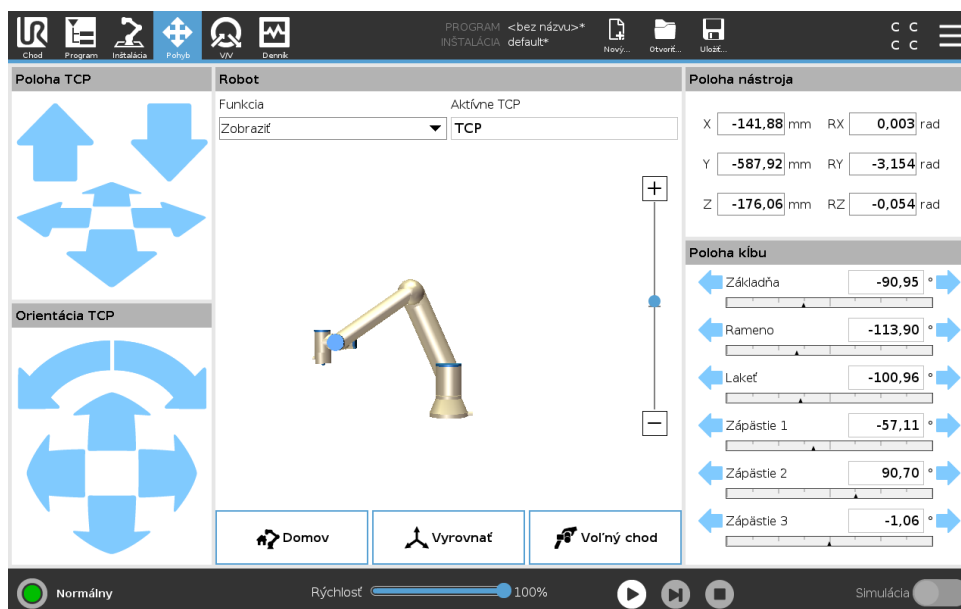 UR
PROGRAM <bez názvu>*
INŠTALÁCIA default*
Chod Program Inštalácia Pohyb V/V Denník Nový... Otvoriť... Uložiť...
C C
C C
Poloha TCP
Robot
Funkcia
Aktívne TCP
Zobraziť
TCP
Poloha nástroja
X -141,88 mm RX 0,003 rad
Y -587,92 mm RY -3,154 rad
Z -176,06 mm RZ -0,054 rad
Poloha kĺbu
Základňa -90,95 °
Rameno -113,90 °
Lakeť -100,96 °
Zápästie 1 -57,11 °
Zápästie 2 90,70 °
Zápästie 3 -1,06 °
Orientácia TCP
Domov
Vyrovnať
Voľný chod
Normálny
Rýchlosť 100%
Simulácia